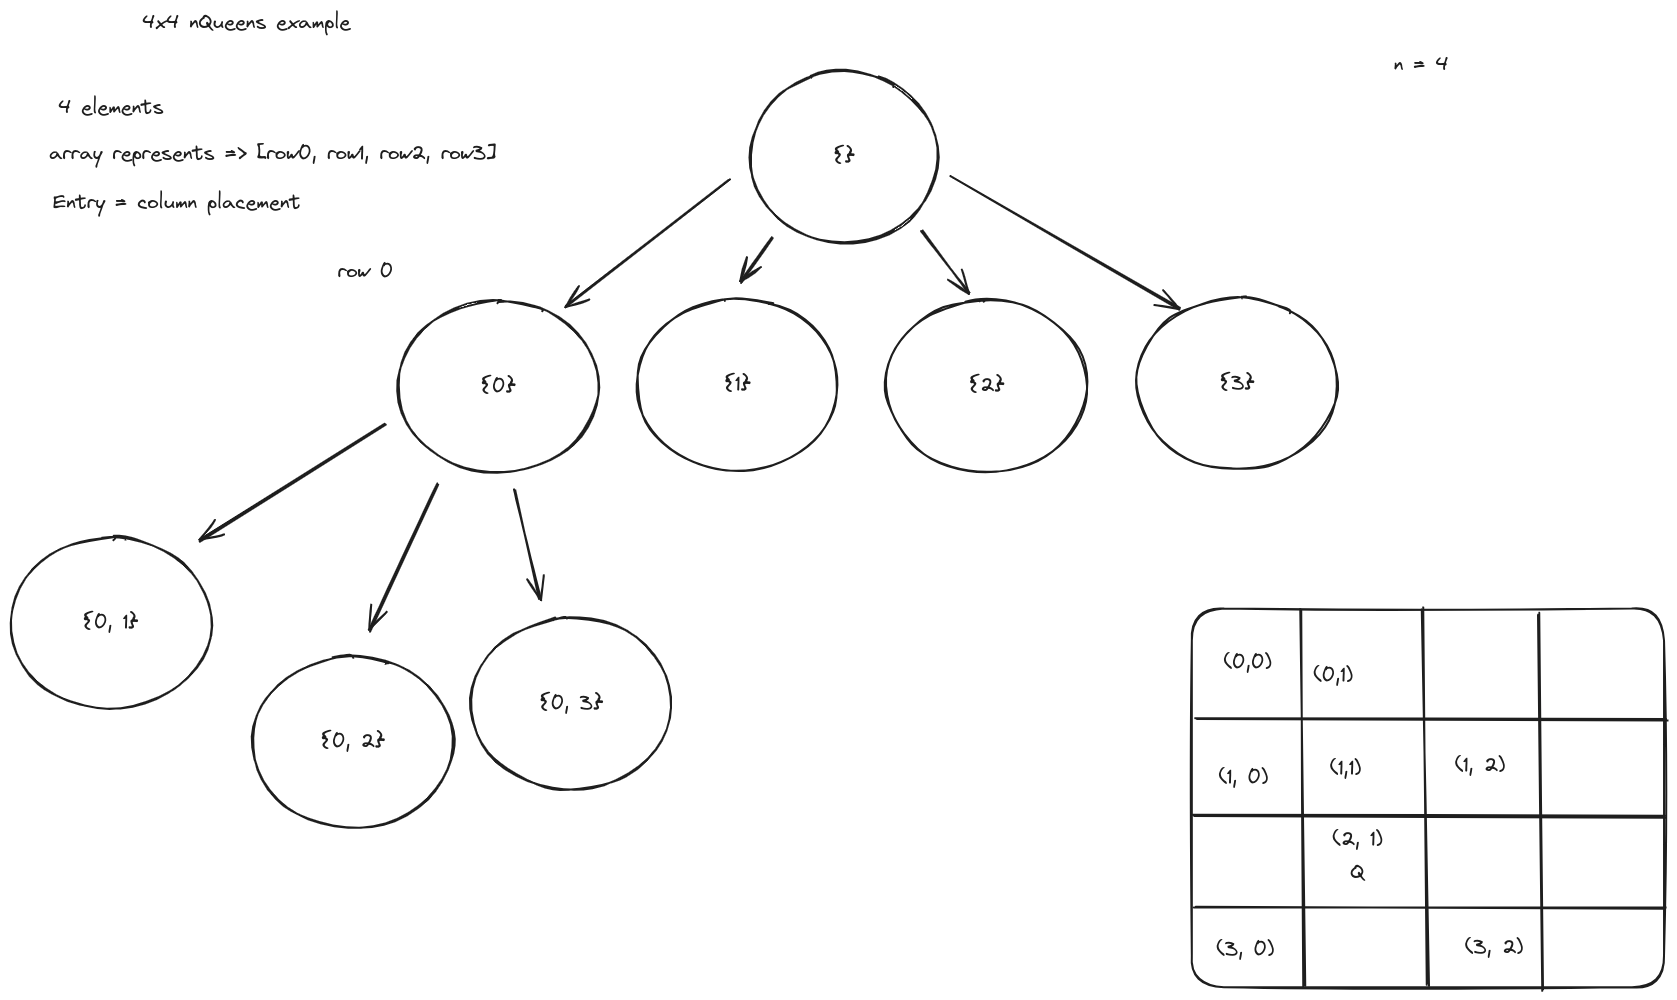 4x4 nQueens example
n = 4
4 elements
array represents => [row0, row1, row2, row3]
Entry = column placement
{}
row 0
{0}
{1}
{2}
{3}
{0, 1}
{0, 2}
{0, 3}
(0,0)
(0,1)
(1, 0)
(1,1)
(1, 2)
(2, 1)
Q
(3, 0)
(3, 2)